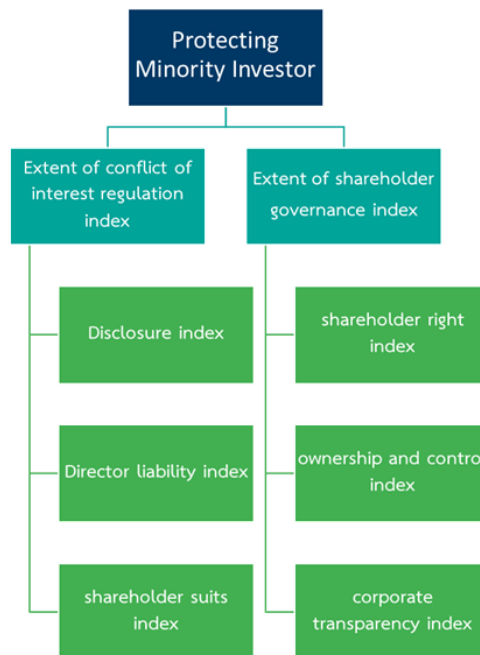 Protecting
Minority Investor
Extent of conflict of
interest regulation
index
Extent of shareholder
governance index
Disclosure index
shareholder right
index
Director liability index
ownership and contro
index
shareholder suits
index
corporate
transparency index